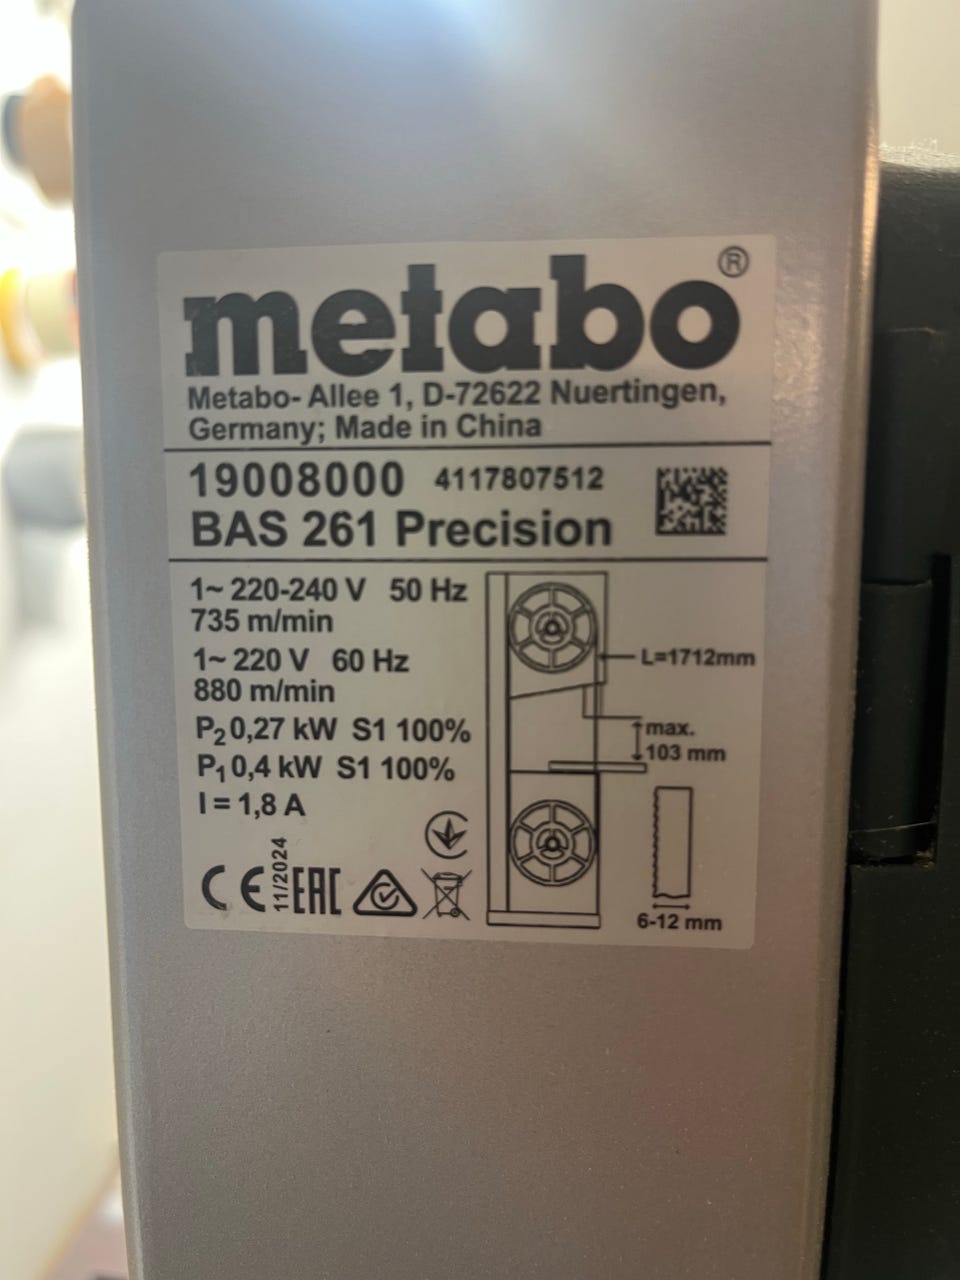 metabo®
Metabo- Allee 1, D-72622 Nuertingen,
Germany; Made in China
19008000 4117807512
BAS 261 Precision
1~ 220-240 V 50 Hz
735 m/min
1~ 220 V 60 Hz
880 m/min
P₂ 0,27 kW S1 100%
P₁ 0,4 kW S1 100%
I = 1,8 A
L=1712mm
max.
103 mm
6-12 mm
CE 11/2024 EAC